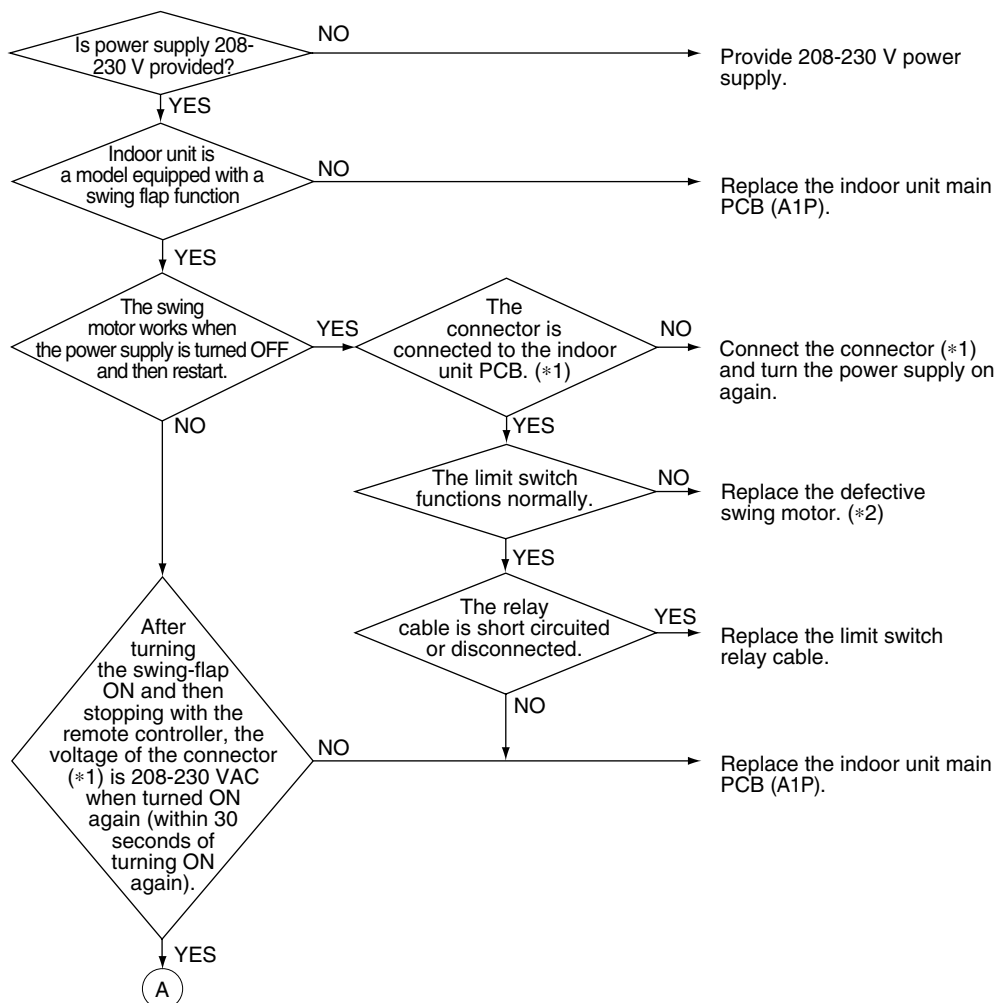 Is power supply 208-
230 V provided?
NO
Provide 208-230 V power
supply.
YES
Indoor unit is
a model equipped with a
swing flap function
NO
Replace the indoor unit main
PCB (A1P).
YES
The swing
motor works when
the power supply is turned OFF
and then restart.
YES
The
connector is
connected to the indoor
unit PCB. (*1)
NO
Connect the connector (*1)
and turn the power supply on
again.
NO
YES
The limit switch
functions normally.
NO
Replace the defective
swing motor. (*2)
YES
The relay
cable is short circuited
or disconnected.
YES
Replace the limit switch
relay cable.
NO
After
turning
the swing-flap
ON and then
stopping with the
remote controller, the
voltage of the connector
(*1) is 208-230 VAC
when turned ON
again (within 30
seconds of
turning ON
again).
NO
Replace the indoor unit main
PCB (A1P).
YES
A